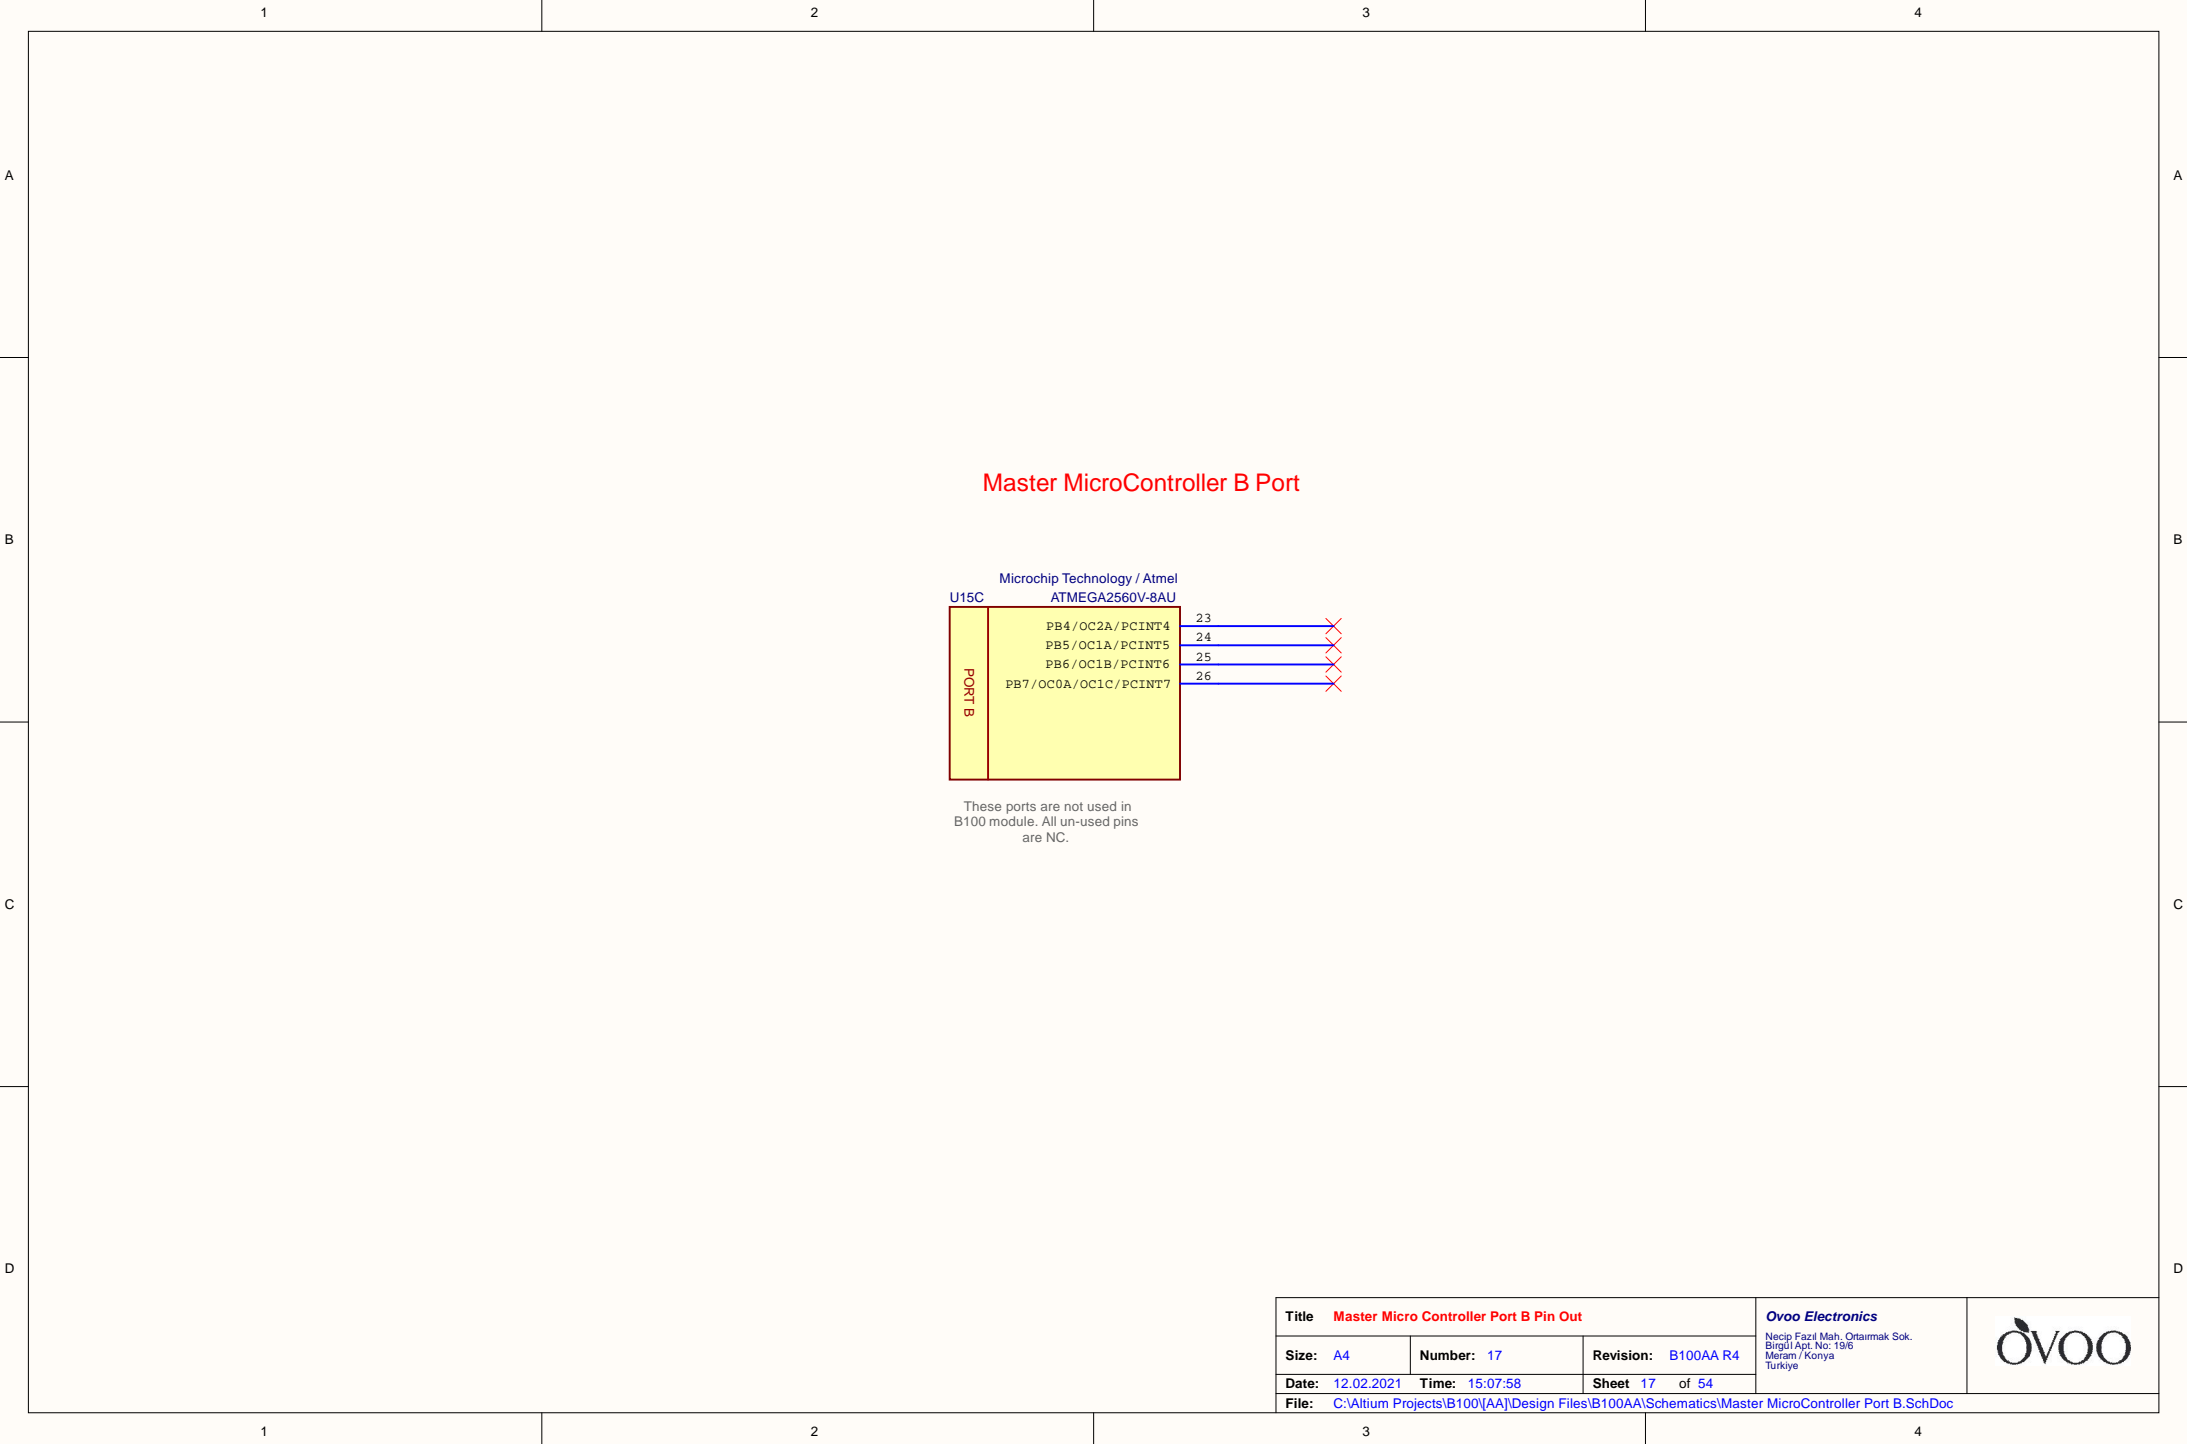 1 2 3 4
A A
Master MicroController B Port
B B
Microchip Technology / Atmel
U15C ATMEGA2560V-8AU
PB4/OC2A/PCINT4 23
PB5/OC1A/PCINT5 24
PB6/OC1B/PCINT6 25
PB7/OC0A/OC1C/PCINT7 26
PORT B
These ports are not used in
B100 module. All un-used pins
are NC.
C C
D D
Title Master Micro Controller Port B Pin Out
Size: A4 Number: 17 Revision: B100AA R4
Date: 12.02.2021 Time: 15:07:58 Sheet 17 of 54
File: C:\Altium Projects\B100\[AA]\Design Files\B100AA\Schematics\Master MicroController Port B.SchDoc
Ovoo Electronics
Necip Fazıl Mah. Ortaırmak Sok.
Birgül Apt. No: 19/6
Meram / Konya
Turkiye
ovoo
1 2 3 4